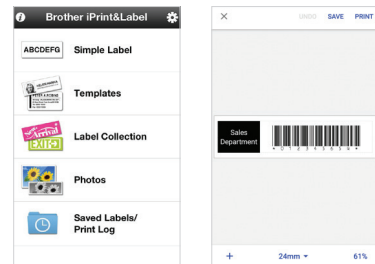 Brother iPrint&Label
ABCDEFG
Simple Label
Templates
Arrival
EXIT
Label Collection
Photos
Saved Labels/
Print Log
UNDO SAVE PRINT
Sales
Department
+ 24mm 61%